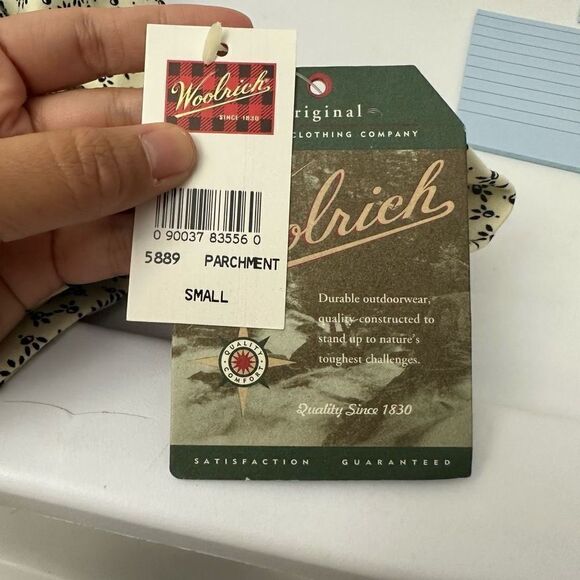 Woolrich
SINCE 1830
0 90037 83556 0
5889 PARCHMENT
SMALL
riginal
CLOTHING COMPANY
olrich
Durable outdoorwear,
quality-constructed to
stand up to nature's
toughest challenges.
QUALITY
COMFORT
Quality Since 1830
SATISFACTION GUARANTEED